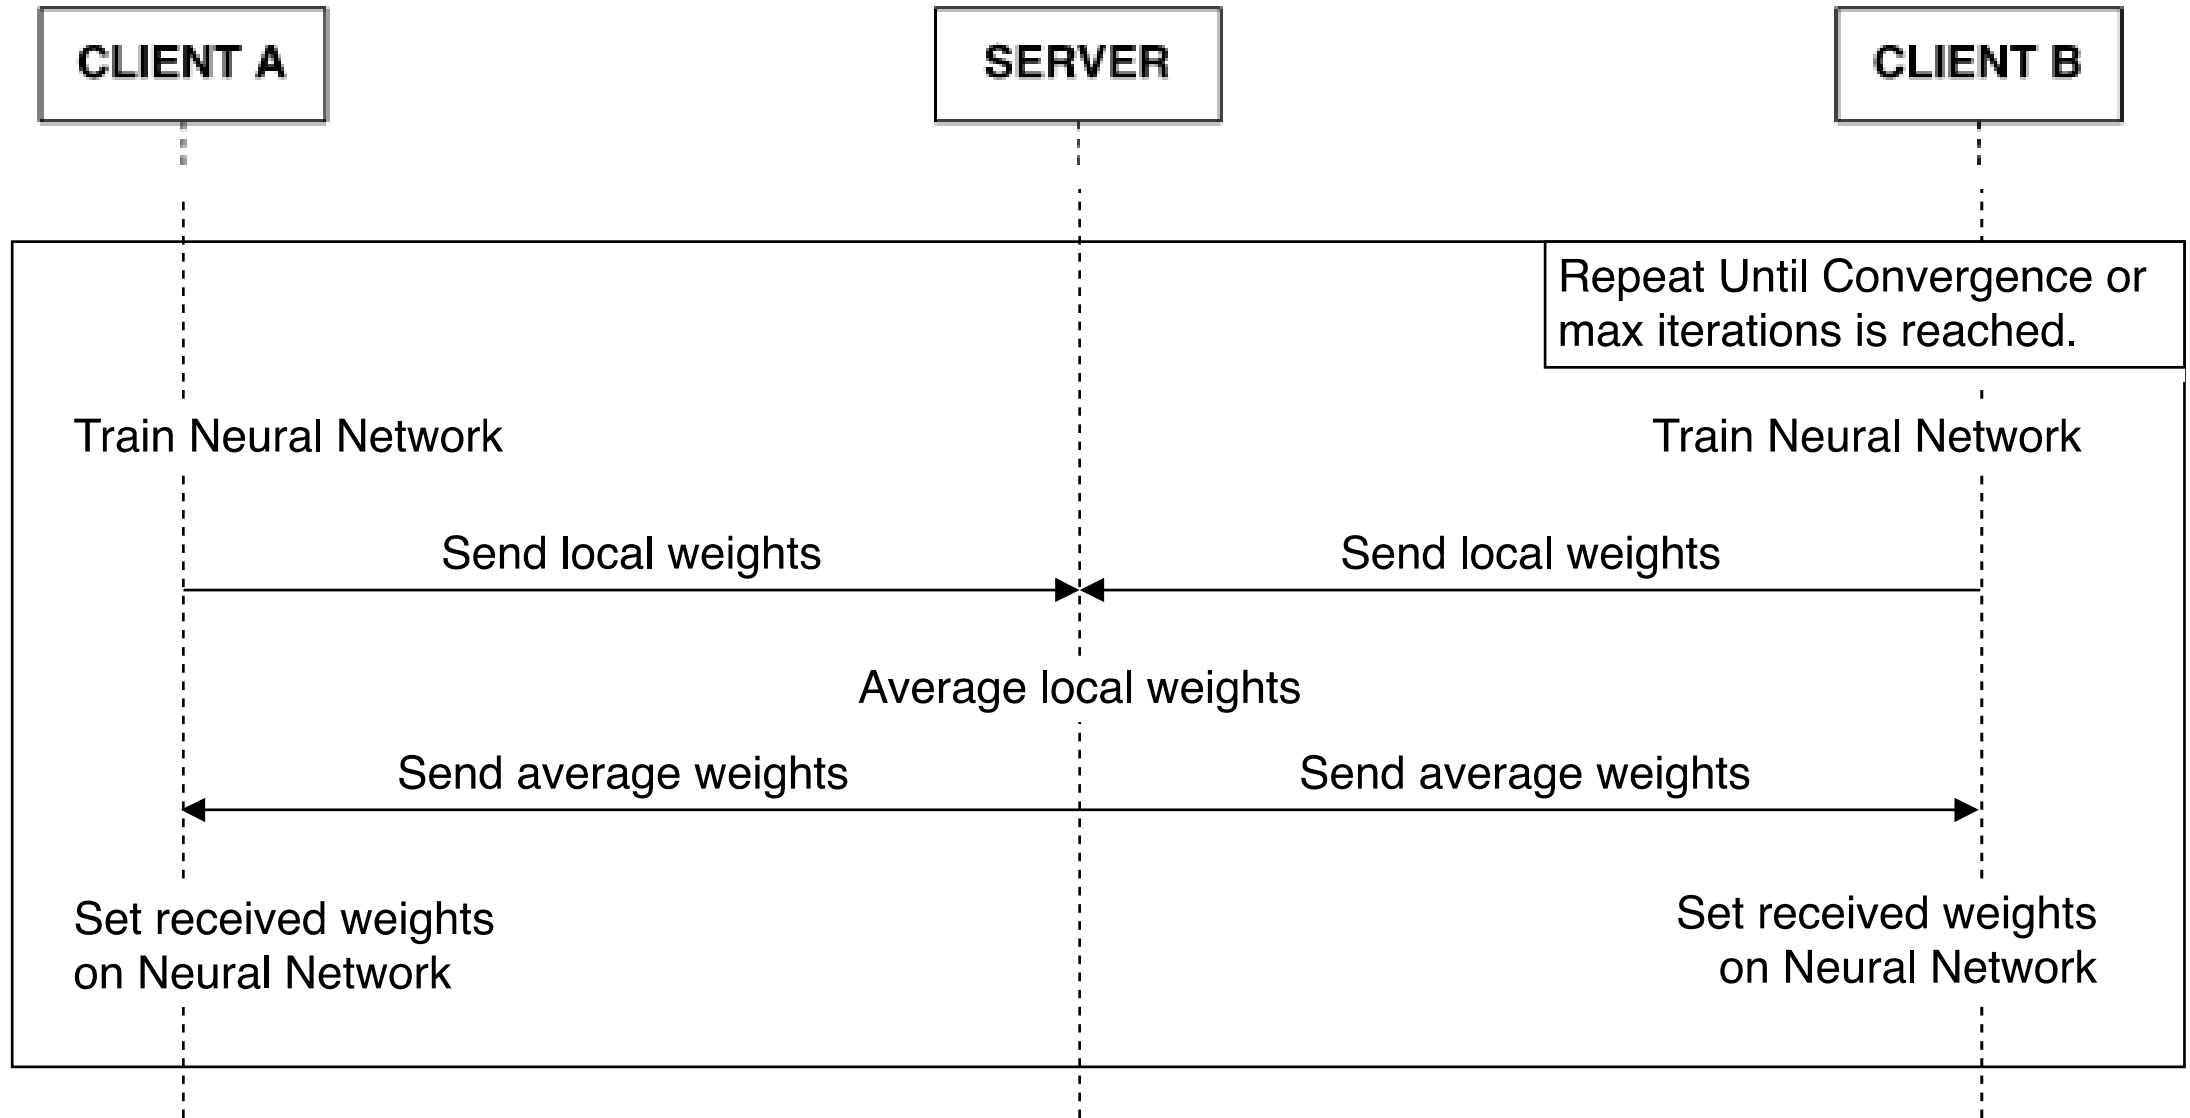 CLIENT A
SERVER
CLIENT B
Repeat Until Convergence or
max iterations is reached.
Train Neural Network
Train Neural Network
Send local weights
Send local weights
Average local weights
Send average weights
Send average weights
Set received weights
on Neural Network
Set received weights
on Neural Network